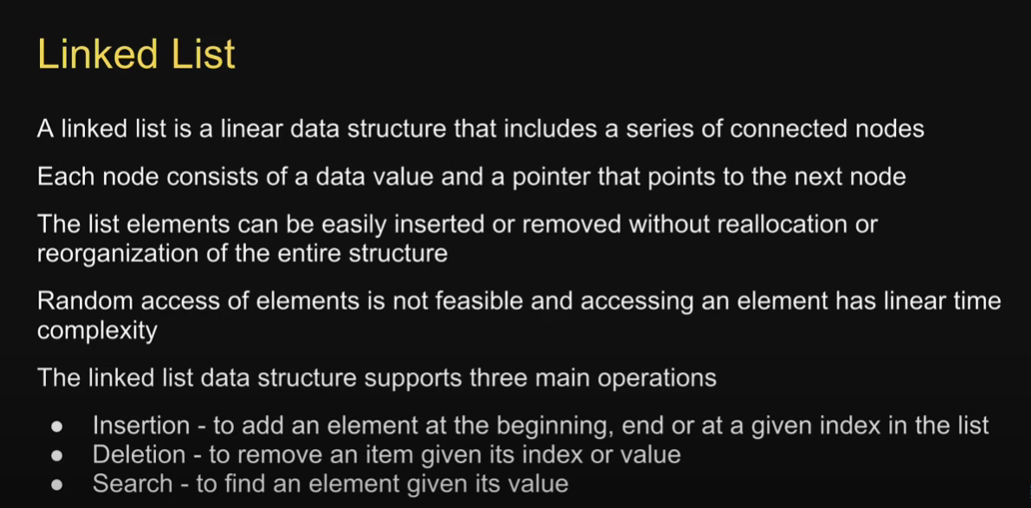 Linked List
A linked list is a linear data structure that includes a series of connected nodes
Each node consists of a data value and a pointer that points to the next node
The list elements can be easily inserted or removed without reallocation or
reorganization of the entire structure
Random access of elements is not feasible and accessing an element has linear time
complexity
The linked list data structure supports three main operations
● Insertion - to add an element at the beginning, end or at a given index in the list
● Deletion - to remove an item given its index or value
● Search - to find an element given its value